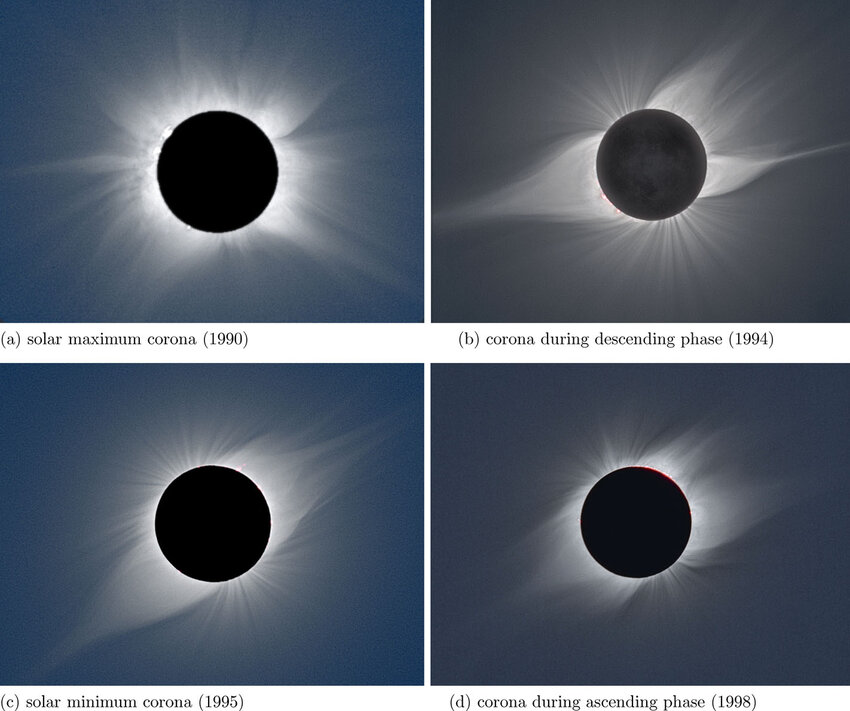 (a) solar maximum corona (1990)
(b) corona during descending phase (1994)
(c) solar minimum corona (1995)
(d) corona during ascending phase (1998)